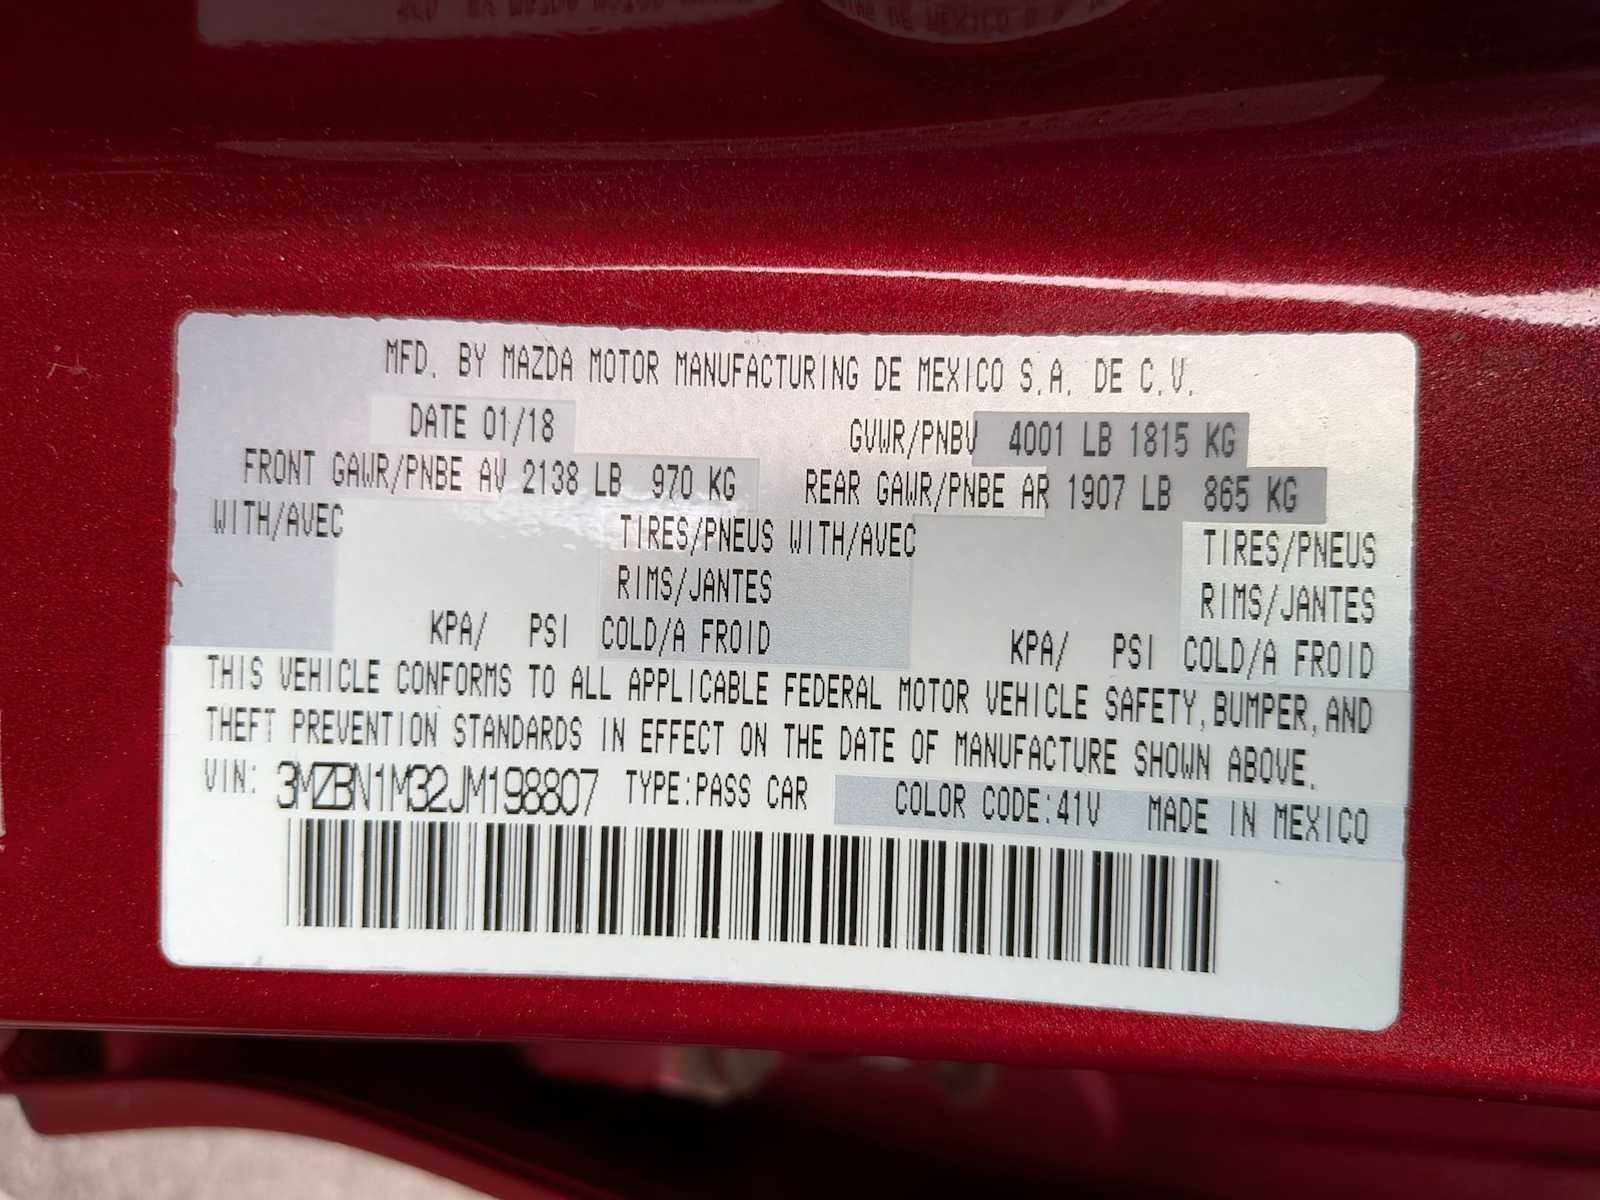 MFD. BY MAZDA MOTOR MANUFACTURING DE MEXICO S.A. DE C.V.
DATE 01/18 GVWR/PNBV 4001 LB 1815 KG
FRONT GAWR/PNBE AV 2138 LB 970 KG REAR GAWR/PNBE AR 1907 LB 865 KG
WITH/AVEC TIRES/PNEUS WITH/AVEC TIRES/PNEUS
RIMS/JANTES RIMS/JANTES
KPA/ PSI COLD/A FROID KPA/ PSI COLD/A FROID
THIS VEHICLE CONFORMS TO ALL APPLICABLE FEDERAL MOTOR VEHICLE SAFETY, BUMPER, AND
THEFT PREVENTION STANDARDS IN EFFECT ON THE DATE OF MANUFACTURE SHOWN ABOVE.
VIN: 3MZBN1M32JM198807 TYPE:PASS CAR COLOR CODE:41V MADE IN MEXICO